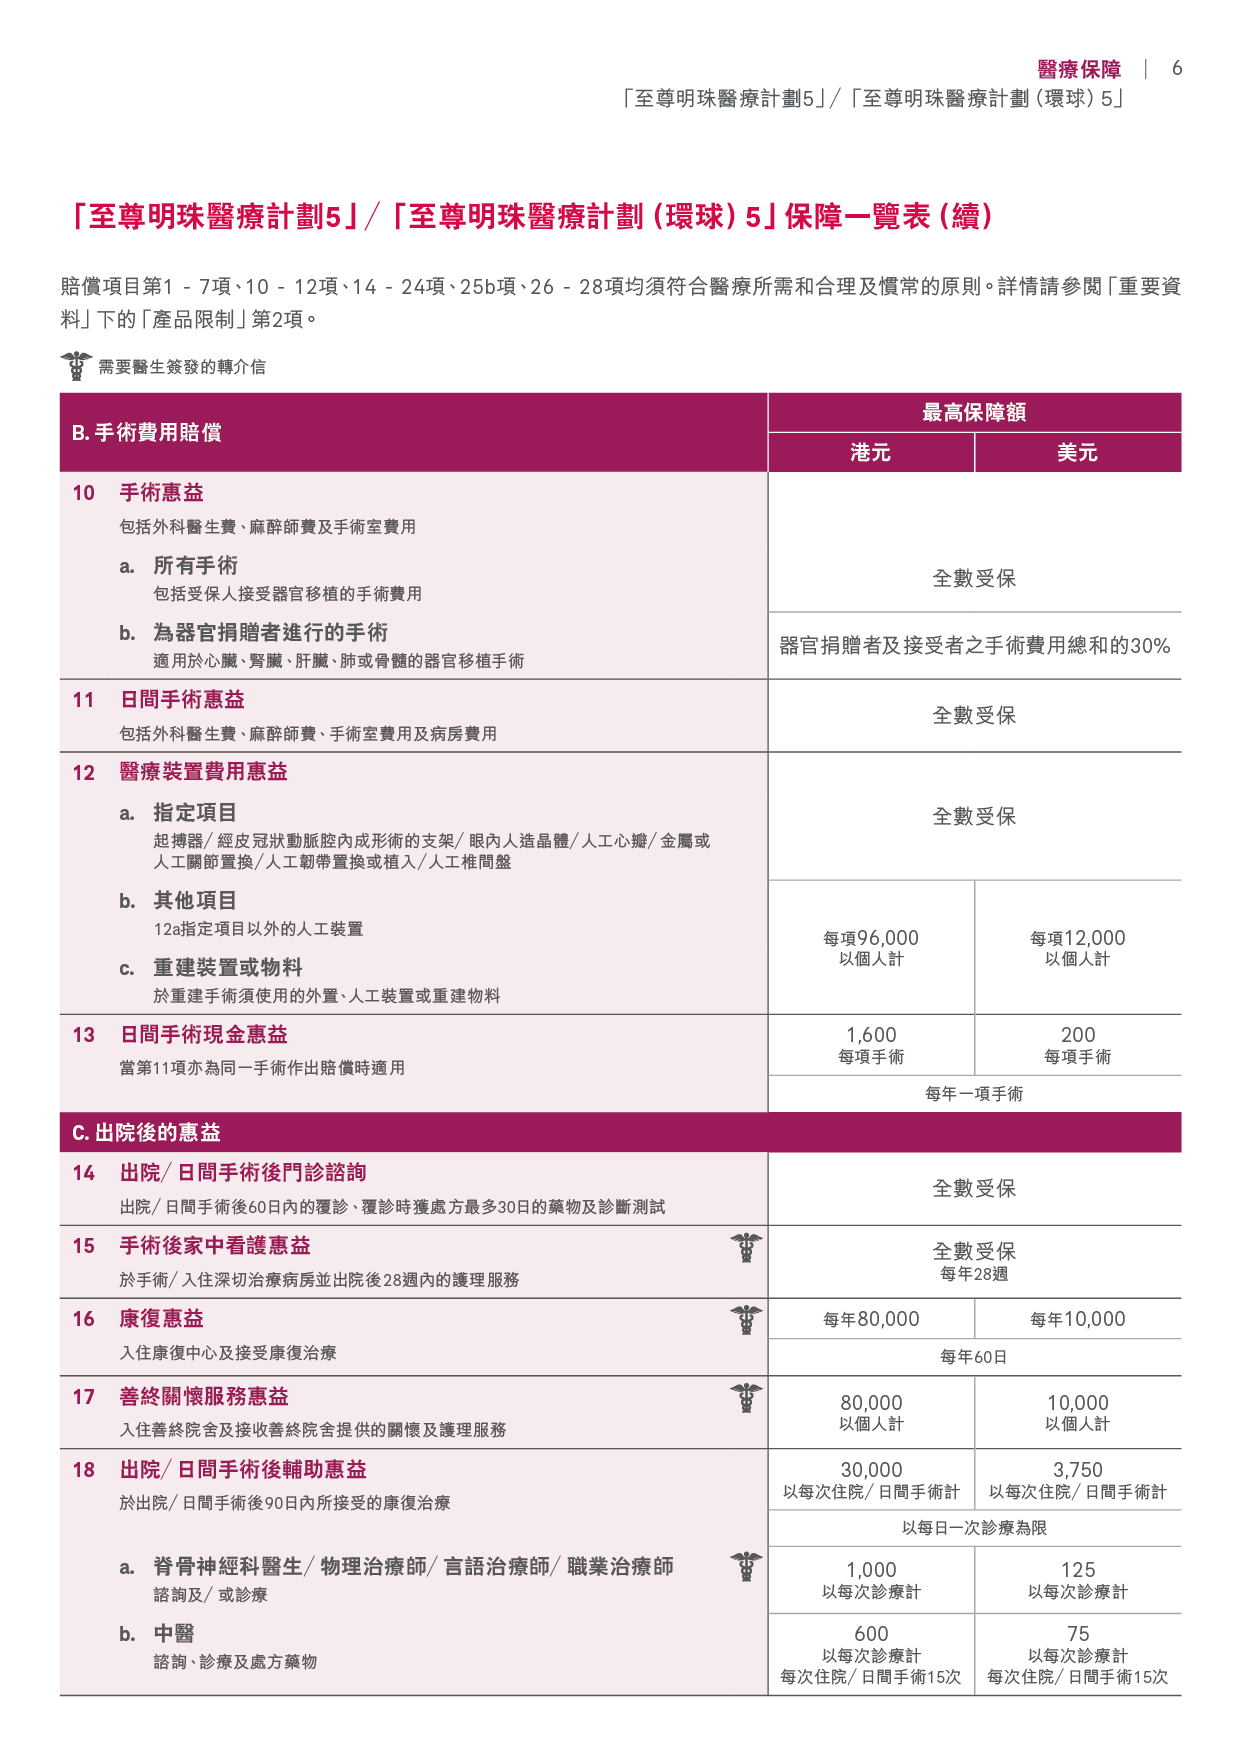 醫療保障 | 6
「至尊明珠醫療計劃5」/「至尊明珠醫療計劃（環球）5」
「至尊明珠醫療計劃5」/「至尊明珠醫療計劃（環球）5」保障一覽表（續）
賠償項目第1 - 7項、10 - 12項、14 - 24項、25b項、26 - 28項均須符合醫療所需和合理及慣常的原則。詳情請參閱「重要資
料」下的「產品限制」第2項。
需要醫生簽發的轉介信
B. 手術費用賠償
最高保障額
港元
美元
10 手術惠益
包括外科醫生費、麻醉師費及手術室費用
a. 所有手術
包括受保人接受器官移植的手術費用
全數受保
b. 為器官捐贈者進行的手術
適用於心臟、腎臟、肝臟、肺或骨髓的器官移植手術
器官捐贈者及接受者之手術費用總和的30%
11 日間手術惠益
包括外科醫生費、麻醉師費、手術室費用及病房費用
全數受保
12 醫療裝置費用惠益
a. 指定項目
起搏器/ 經皮冠狀動脈腔內成形術的支架/ 眼內人造晶體/人工心瓣/ 金屬或
人工關節置換/人工韌帶置換或植入/人工椎間盤
全數受保
b. 其他項目
12a指定項目以外的人工裝置
c. 重建裝置或物料
於重建手術須使用的外置、人工裝置或重建物料
每項96,000
以個人計
每項12,000
以個人計
13 日間手術現金惠益
當第11項亦為同一手術作出賠償時適用
1,600
每項手術
200
每項手術
每年一項手術
C. 出院後的惠益
14 出院/ 日間手術後門診諮詢
出院/ 日間手術後60日內的覆診、覆診時獲處方最多30日的藥物及診斷測試
全數受保
15 手術後家中看護惠益
於手術/ 入住深切治療病房並出院後28週內的護理服務
全數受保
每年28週
16 康復惠益
入住康復中心及接受康復治療
每年80,000
每年10,000
每年60日
17 善終關懷服務惠益
入住善終院舍及接收善終院舍提供的關懷及護理服務
80,000
以個人計
10,000
以個人計
18 出院/ 日間手術後輔助惠益
於出院/ 日間手術後90日內所接受的康復治療
30,000
以每次住院/ 日間手術計
3,750
以每次住院/ 日間手術計
以每日一次診療為限
a. 脊骨神經科醫生/ 物理治療師/ 言語治療師/ 職業治療師
諮詢及/ 或診療
1,000
以每次診療計
125
以每次診療計
b. 中醫
諮詢、診療及處方藥物
600
以每次診療計
每次住院/ 日間手術15次
75
以每次診療計
每次住院/ 日間手術15次